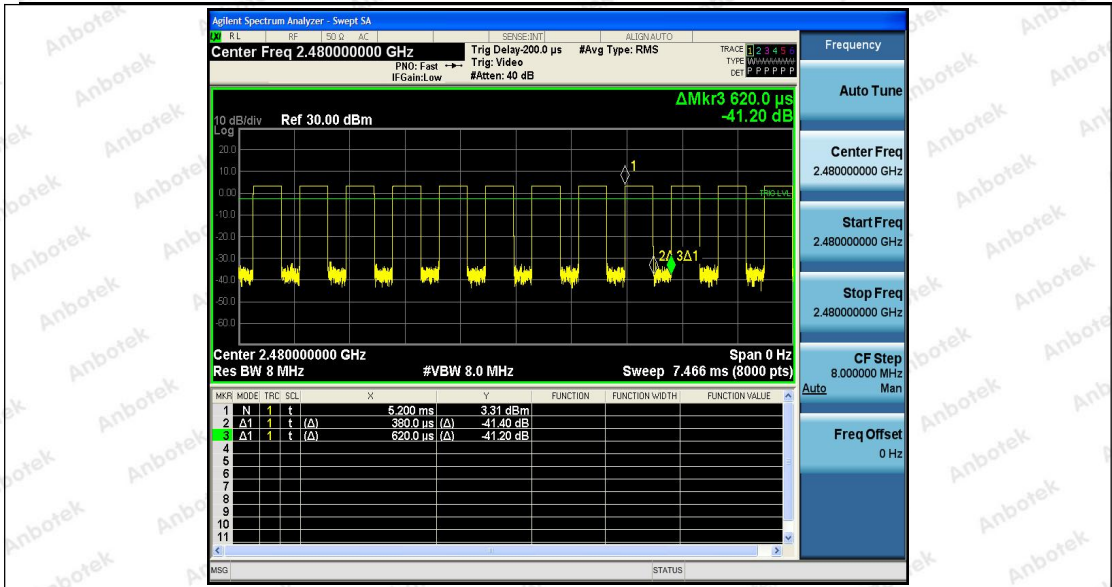 Agilent Spectrum Analyzer - Swept SA
RL RF 50 Ω AC SENSE:INT ALIGNAUTO
Center Freq 2.480000000 GHz
PNO: Fast
IFGain:Low
Trig Delay-200.0 µs
Trig: Video
#Atten: 40 dB
#Avg Type: RMS
TRACE 1 2 3 4 5 6
TYPE
DET P P P P P P
ΔMkr3 620.0 µs
-41.20 dB
10 dB/div Ref 30.00 dBm
Log
20.0
10.0
0.00
-10.0
-20.0
-30.0
-40.0
-50.0
-60.0
1
TRIG LVL
3Δ1
Center 2.480000000 GHz Span 0 Hz
Res BW 8 MHz #VBW 8.0 MHz Sweep 7.466 ms (8000 pts)
MKR MODE TRC SCL X Y FUNCTION FUNCTION WIDTH FUNCTION VALUE
1 N 1 t 5.200 ms 3.31 dBm
2 Δ1 1 t (Δ) 380.0 µs (Δ) -41.40 dB
3 Δ1 1 t (Δ) 620.0 µs (Δ) -41.20 dB
4
5
6
7
8
9
10
11
MSG STATUS
Frequency
Auto Tune
Center Freq
2.480000000 GHz
Start Freq
2.480000000 GHz
Stop Freq
2.480000000 GHz
CF Step
8.000000 MHz
Auto Man
Freq Offset
0 Hz
Anbotek